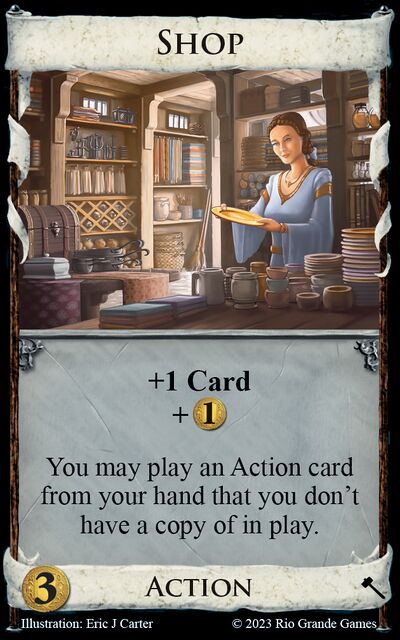 SHOP
+1 Card
+ 1
You may play an Action card
from your hand that you don't
have a copy of in play.
3
ACTION
Illustration: Eric J Carter © 2023 Rio Grande Games